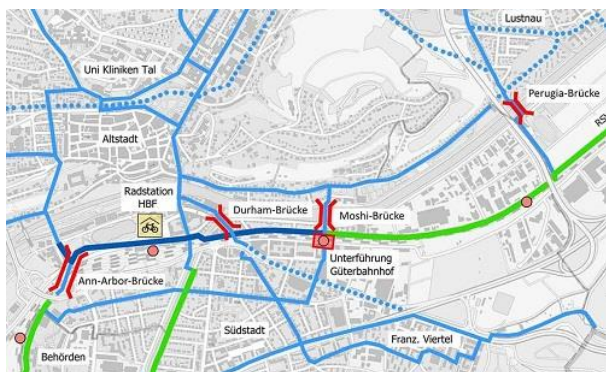 Lustnau
Uni Kliniken Tal
Perugia-Brücke
Altstadt
Radstation
HBF
Durham-Brücke
Moshi-Brücke
Unterführung
Güterbahnhof
Ann-Arbor-Brücke
Südstadt
Franz. Viertel
Behörden